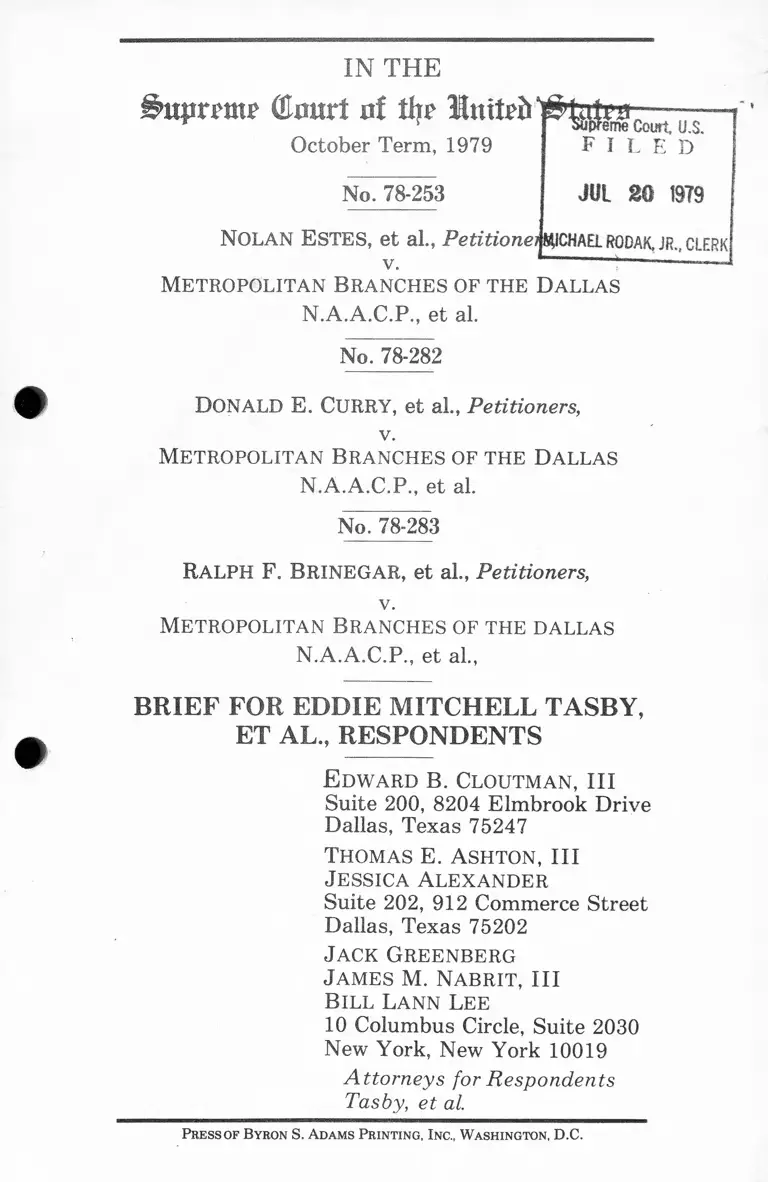 IN THE
Supreme Court of the United States
October Term, 1979
Supreme Court, U.S.
FILED
JUL 20 1979
MICHAEL RODAK, JR., CLERK
No. 78-253
NOLAN ESTES, et al., Petitioner
v.
METROPOLITAN BRANCHES OF THE DALLAS
N.A.A.C.P., et al.
No. 78-282
DONALD E. CURRY, et al., Petitioners,
v.
METROPOLITAN BRANCHES OF THE DALLAS
N.A.A.C.P., et al.
No. 78-283
RALPH F. BRINEGAR, et al., Petitioners,
v.
METROPOLITAN BRANCHES OF THE DALLAS
N.A.A.C.P., et al.,
BRIEF FOR EDDIE MITCHELL TASBY,
ET AL., RESPONDENTS
EDWARD B. CLOUTMAN, III
Suite 200, 8204 Elmbrook Drive
Dallas, Texas 75247
THOMAS E. ASHTON, III
JESSICA ALEXANDER
Suite 202, 912 Commerce Street
Dallas, Texas 75202
JACK GREENBERG
JAMES M. NABRIT, III
BILL LANN LEE
10 Columbus Circle, Suite 2030
New York, New York 10019
Attorneys for Respondents
Tasby, et al.
PRESS OF BYRON S. ADAMS PRINTING, INC., WASHINGTON, D.C.